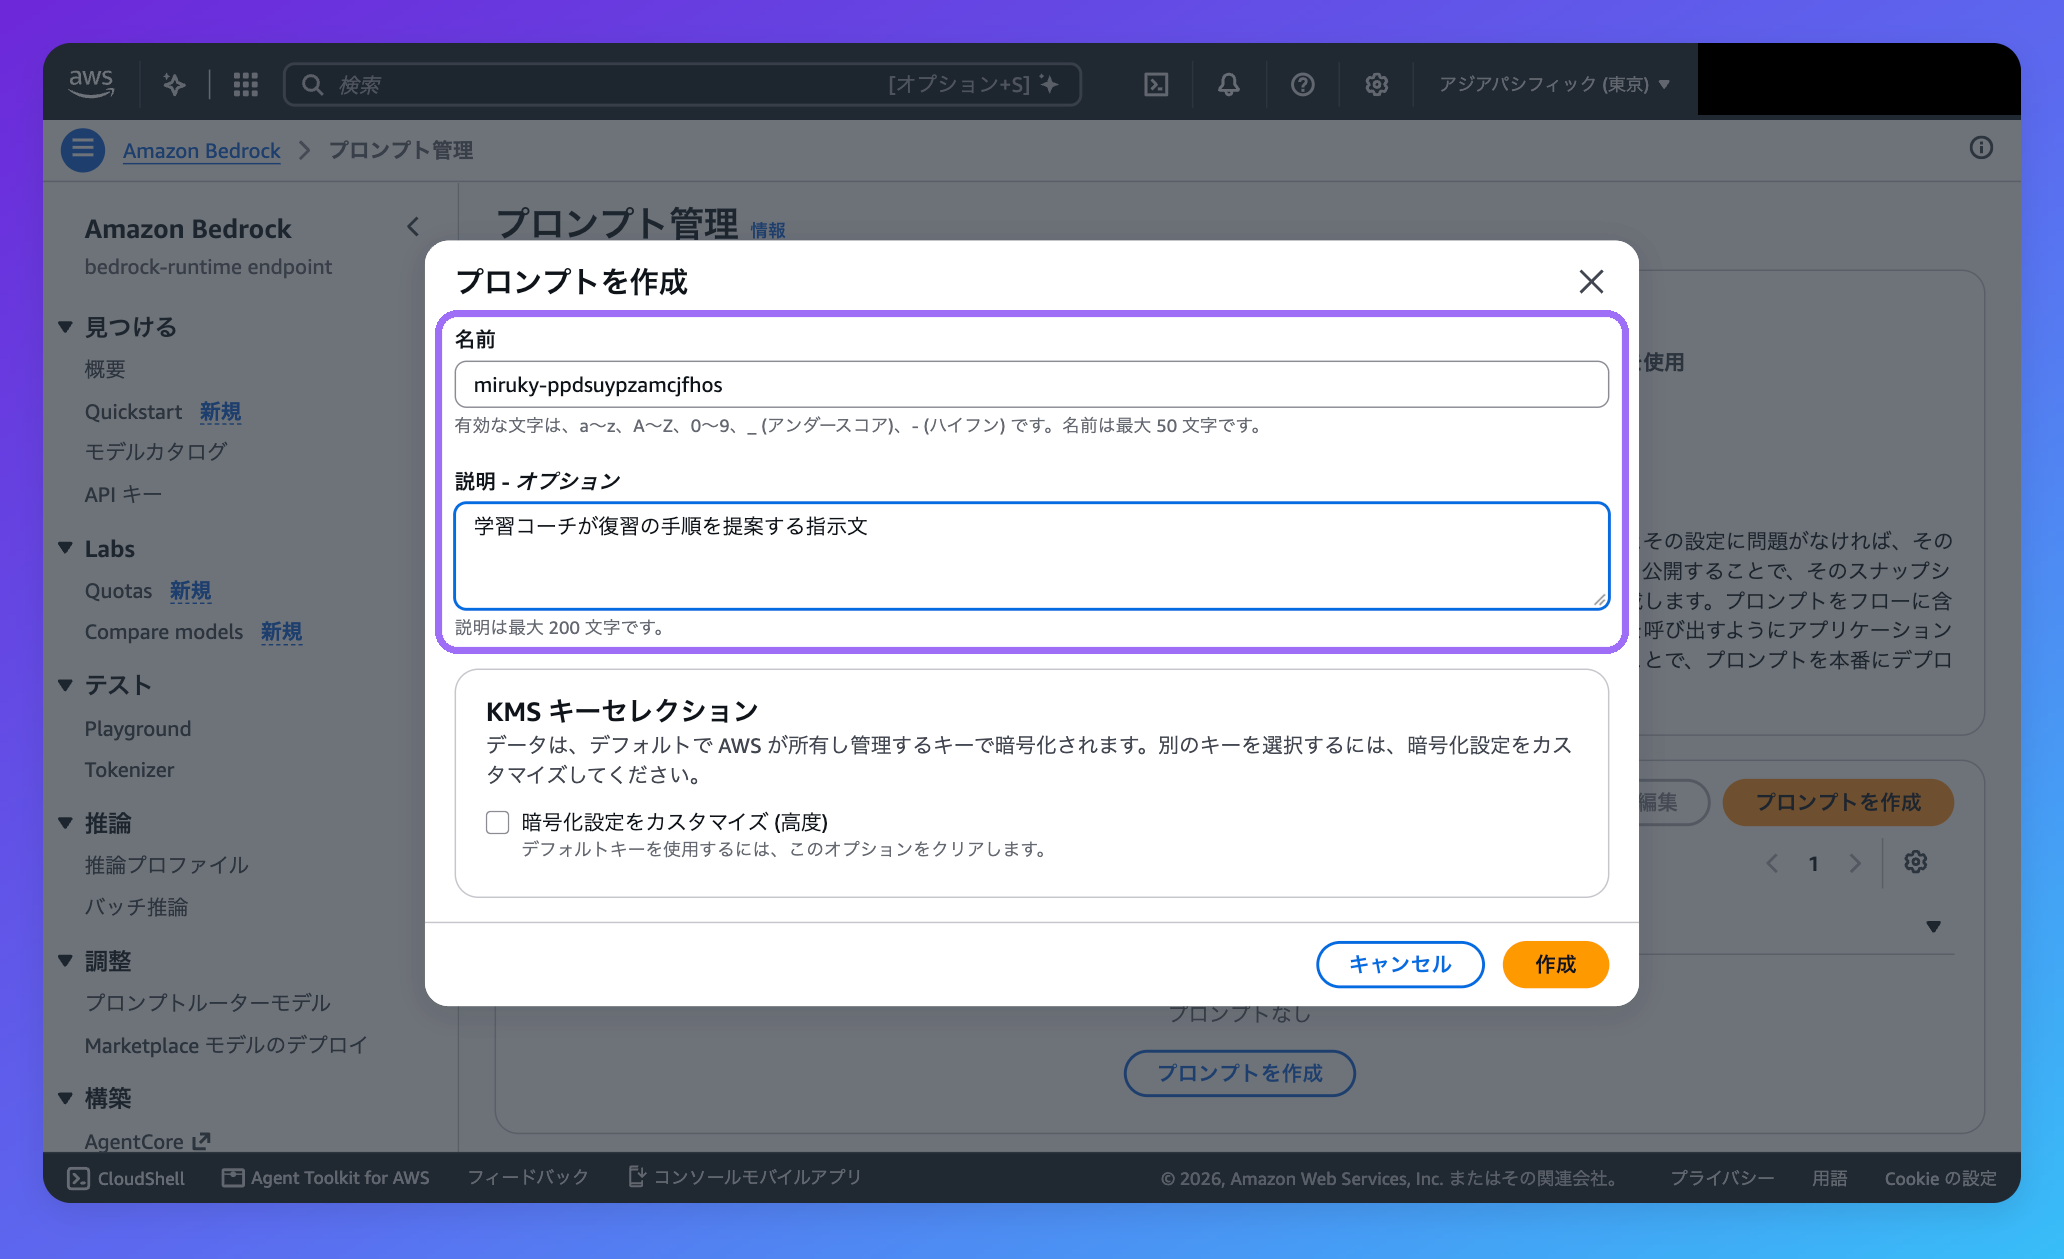 aws
検索
[オプション+S]
アジアパシフィック (東京) ▼
Amazon Bedrock > プロンプト管理
Amazon Bedrock
bedrock-runtime endpoint
見つける
概要
Quickstart 新規
モデルカタログ
API キー
Labs
Quotas 新規
Compare models 新規
テスト
Playground
Tokenizer
推論
推論プロファイル
バッチ推論
調整
プロンプトルーターモデル
Marketplace モデルのデプロイ
構築
AgentCore
プロンプト管理 情報
プロンプトを作成
名前
miruky-ppdsuypzamcjfhos
有効な文字は、a～z、A～Z、0～9、_ (アンダースコア)、- (ハイフン) です。名前は最大 50 文字です。
説明 - オプション
学習コーチが復習の手順を提案する指示文
説明は最大 200 文字です。
KMS キーセレクション
データは、デフォルトで AWS が所有し管理するキーで暗号化されます。別のキーを選択するには、暗号化設定をカス
タマイズしてください。
暗号化設定をカスタマイズ (高度)
デフォルトキーを使用するには、このオプションをクリアします。
キャンセル
作成
使用
その設定に問題がなければ、その
公開することで、そのスナップシ
します。プロンプトをフローに含
呼び出すようにアプリケーション
とで、プロンプトを本番にデプロ
編集
プロンプトを作成
1
プロンプトなし
プロンプトを作成
CloudShell
Agent Toolkit for AWS
フィードバック
コンソールモバイルアプリ
© 2026, Amazon Web Services, Inc. またはその関連会社。
プライバシー
用語
Cookie の設定